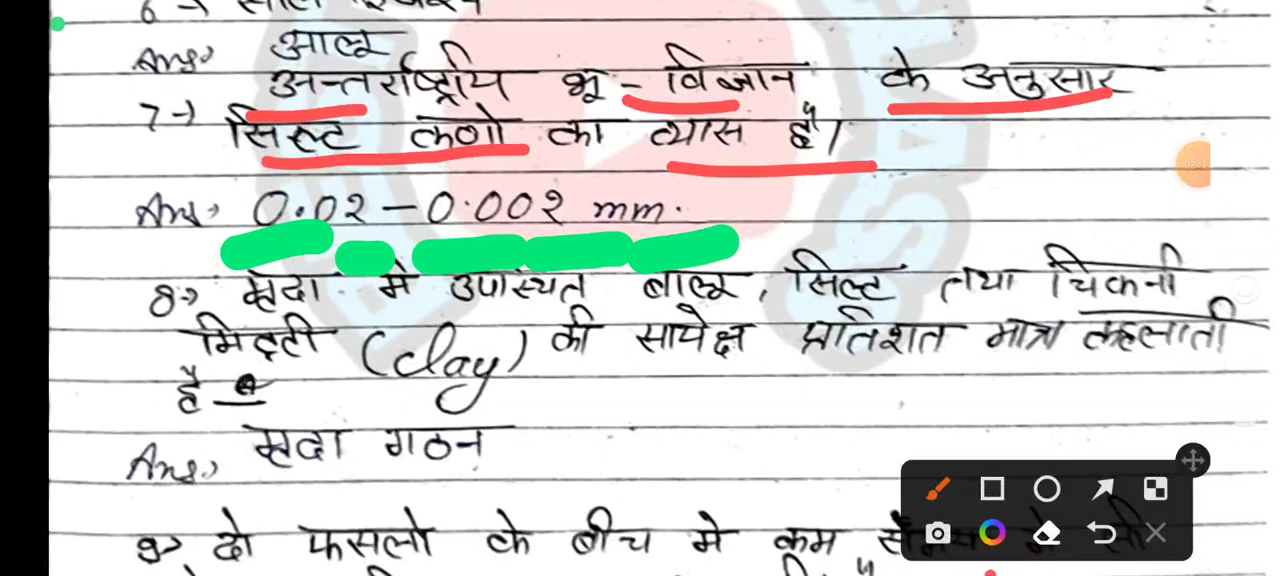 Ans:- आलू
7→ अन्तर्राष्ट्रीय भू-विज्ञान के अनुसार
सिल्ट कणो का व्यास है।
Ans:- 0.02 – 0.002 mm.
8→ मृदा मे उपस्थित बालू, सिल्ट तथा चिकनी
मिट्टी (clay) की सापेक्ष प्रतिशत मात्रा कहलाती
है –
Ans:- मृदा गठन
9→ दो फसलो के बीच मे कम